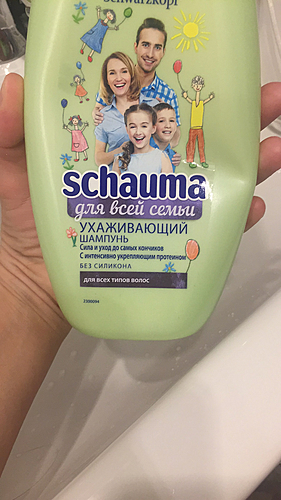 Schwarzkopf
schauma
для всей семьи
УХАЖИВАЮЩИЙ
ШАМПУНЬ
Сила и уход до самых кончиков
С интенсивно укрепляющим протеином
БЕЗ СИЛИКОНА
для всех типов волос